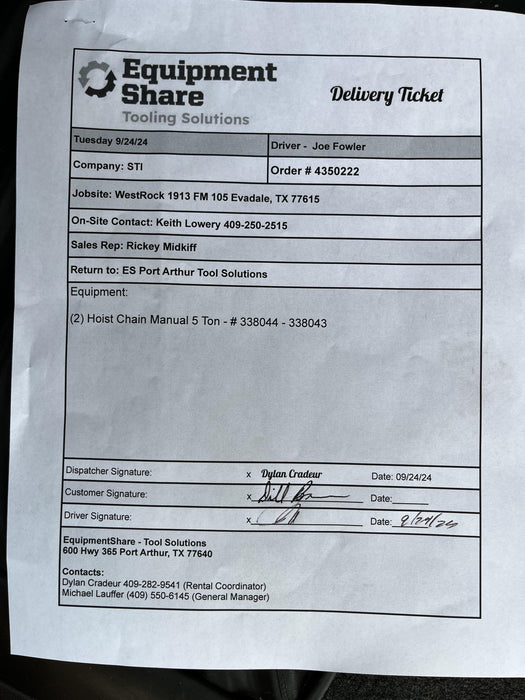 Equipment
Share
Tooling Solutions
Delivery Ticket
Tuesday 9/24/24
Driver - Joe Fowler
Company: STI
Order # 4350222
Jobsite: WestRock 1913 FM 105 Evadale, TX 77615
On-Site Contact: Keith Lowery 409-250-2515
Sales Rep: Rickey Midkiff
Return to: ES Port Arthur Tool Solutions
Equipment:
(2) Hoist Chain Manual 5 Ton - # 338044 - 338043
Dispatcher Signature: x Dylan Cradeur Date: 09/24/24
Customer Signature: x Date:
Driver Signature: x Date: 9/24/24
EquipmentShare - Tool Solutions
600 Hwy 365 Port Arthur, TX 77640
Contacts:
Dylan Cradeur 409-282-9541 (Rental Coordinator)
Michael Lauffer (409) 550-6145 (General Manager)